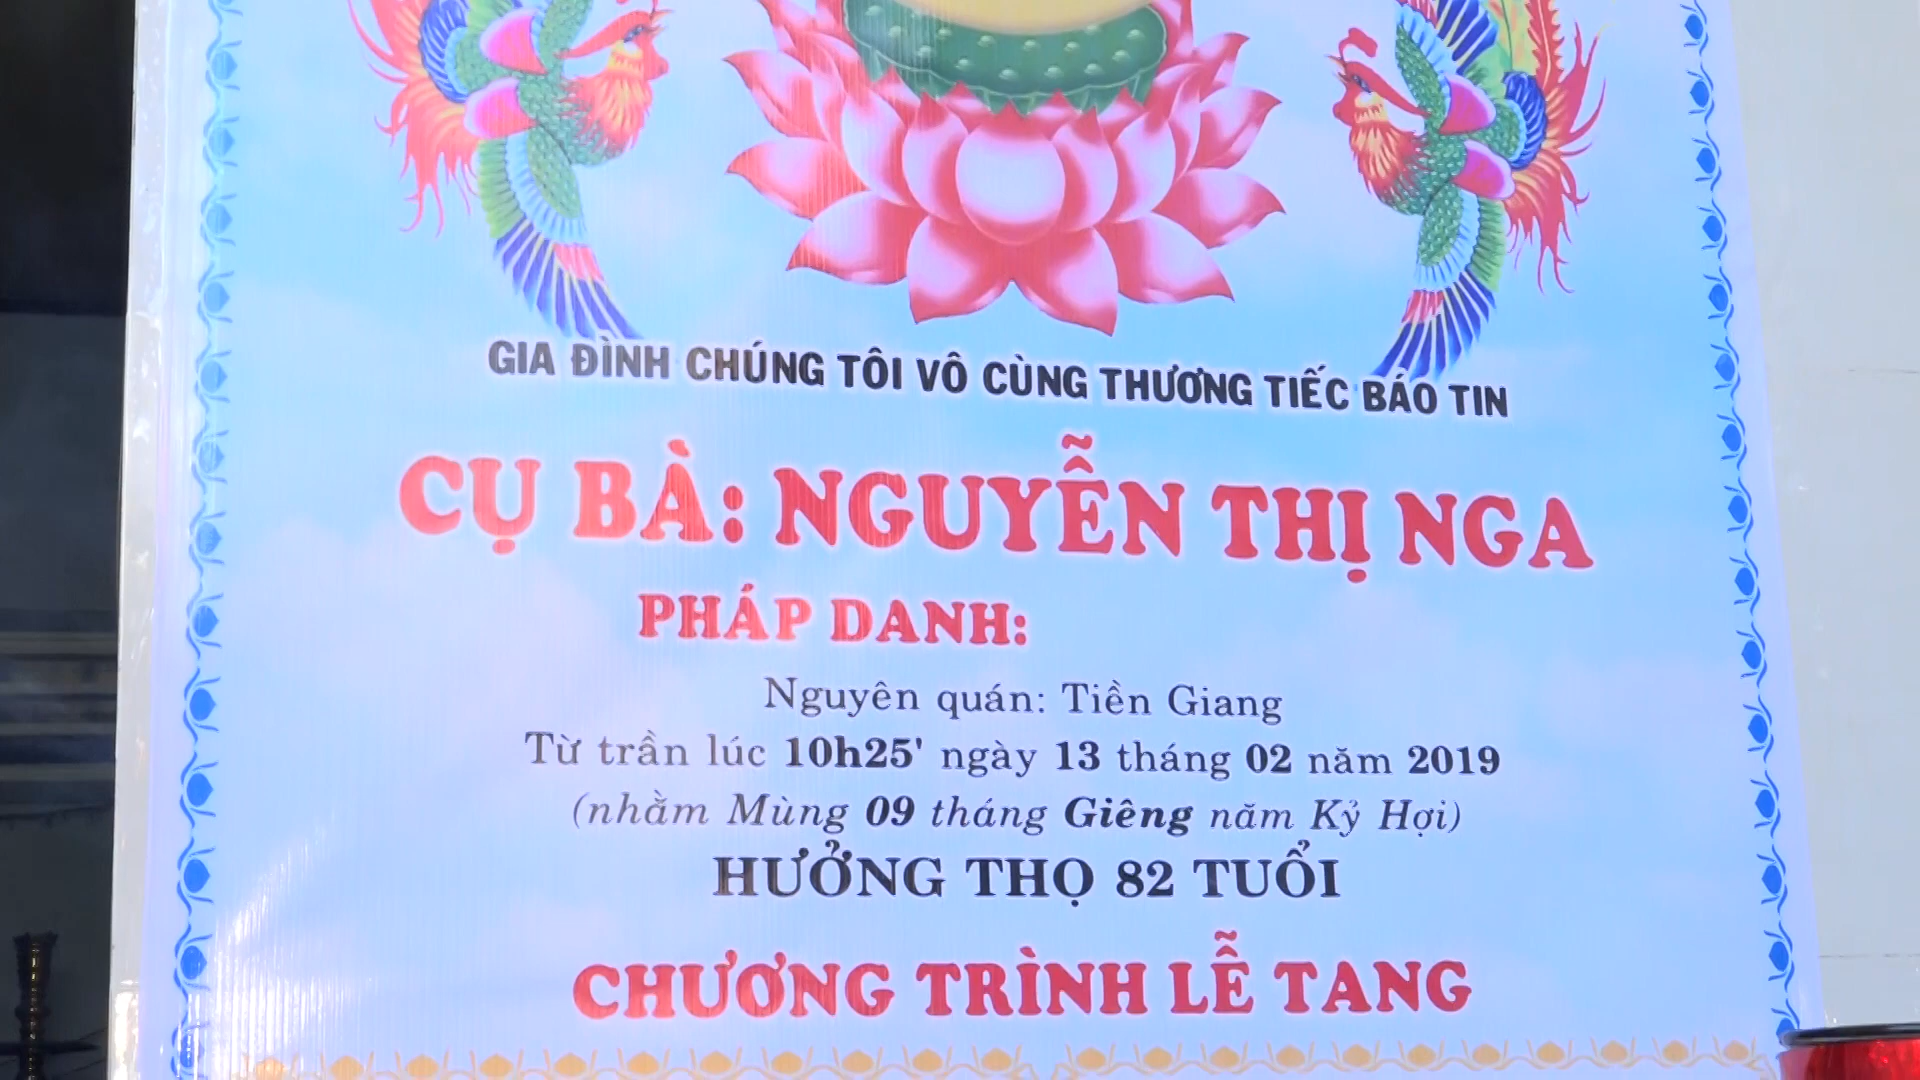 GIA ĐÌNH CHÚNG TÔI VÔ CÙNG THƯƠNG TIẾC BÁO TIN
CỤ BÀ: NGUYỄN THỊ NGA
PHÁP DANH:
Nguyên quán: Tiền Giang
Từ trần lúc 10h25' ngày 13 tháng 02 năm 2019
(nhằm Mùng 09 tháng Giêng năm Kỷ Hợi)
HƯỞNG THỌ 82 TUỔI
CHƯƠNG TRÌNH LỄ TANG